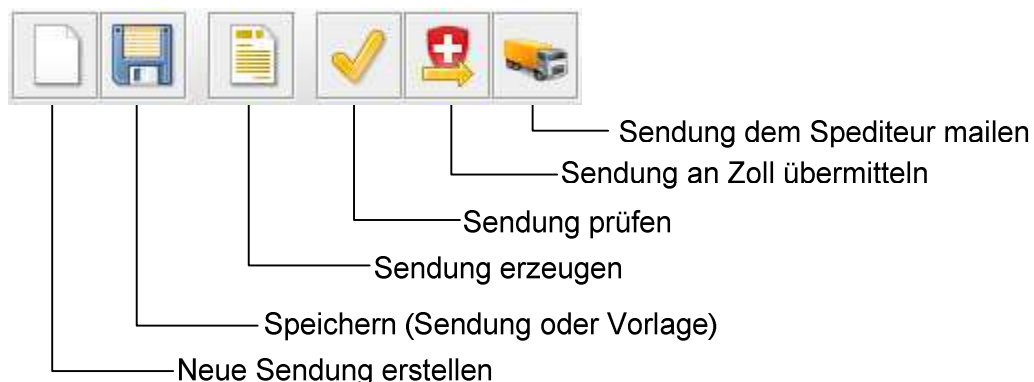 Sendung dem Spediteur mailen
Sendung an Zoll übermitteln
Sendung prüfen
Sendung erzeugen
Speichern (Sendung oder Vorlage)
Neue Sendung erstellen